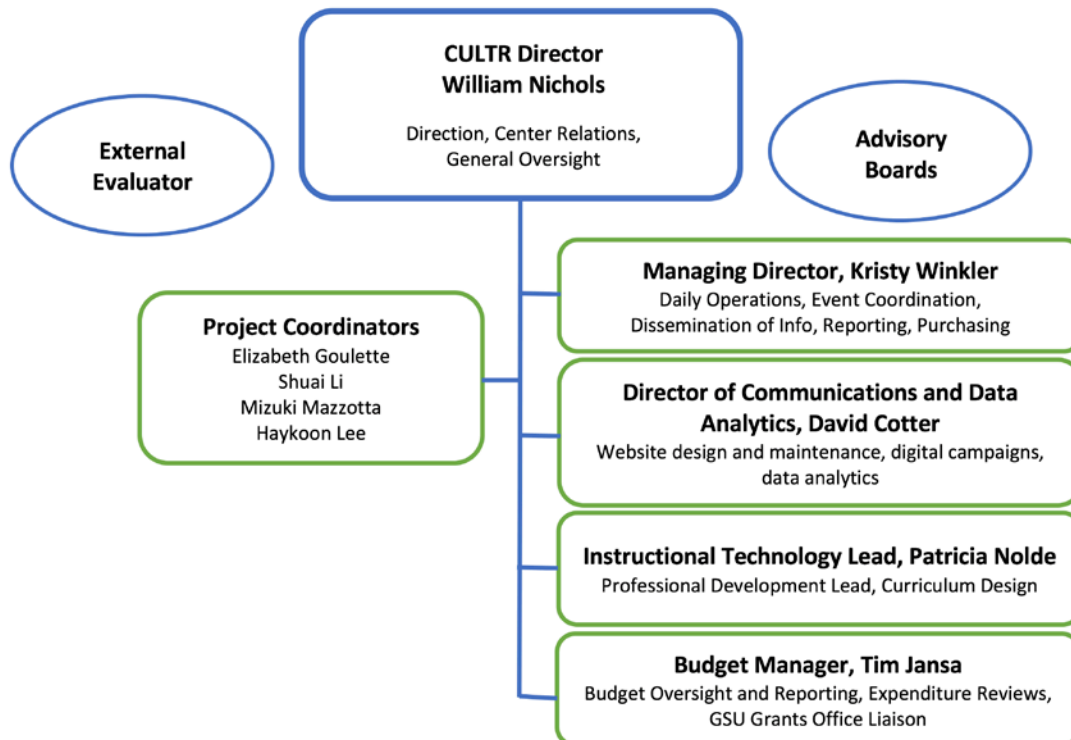 CULTR Director
William Nichols
Direction, Center Relations,
General Oversight
External
Evaluator
Advisory
Boards
Project Coordinators
Elizabeth Goulette
Shuai Li
Mizuki Mazzotta
Haykoon Lee
Managing Director, Kristy Winkler
Daily Operations, Event Coordination,
Dissemination of Info, Reporting, Purchasing
Director of Communications and Data
Analytics, David Cotter
Website design and maintenance, digital campaigns,
data analytics
Instructional Technology Lead, Patricia Nolde
Professional Development Lead, Curriculum Design
Budget Manager, Tim Jansa
Budget Oversight and Reporting, Expenditure Reviews,
GSU Grants Office Liaison